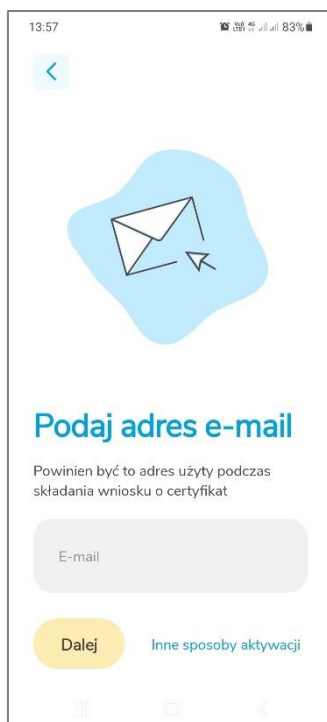 13:57 83%
Podaj adres e-mail
Powinien być to adres użyty podczas
składania wniosku o certyfikat
E-mail
Dalej Inne sposoby aktywacji